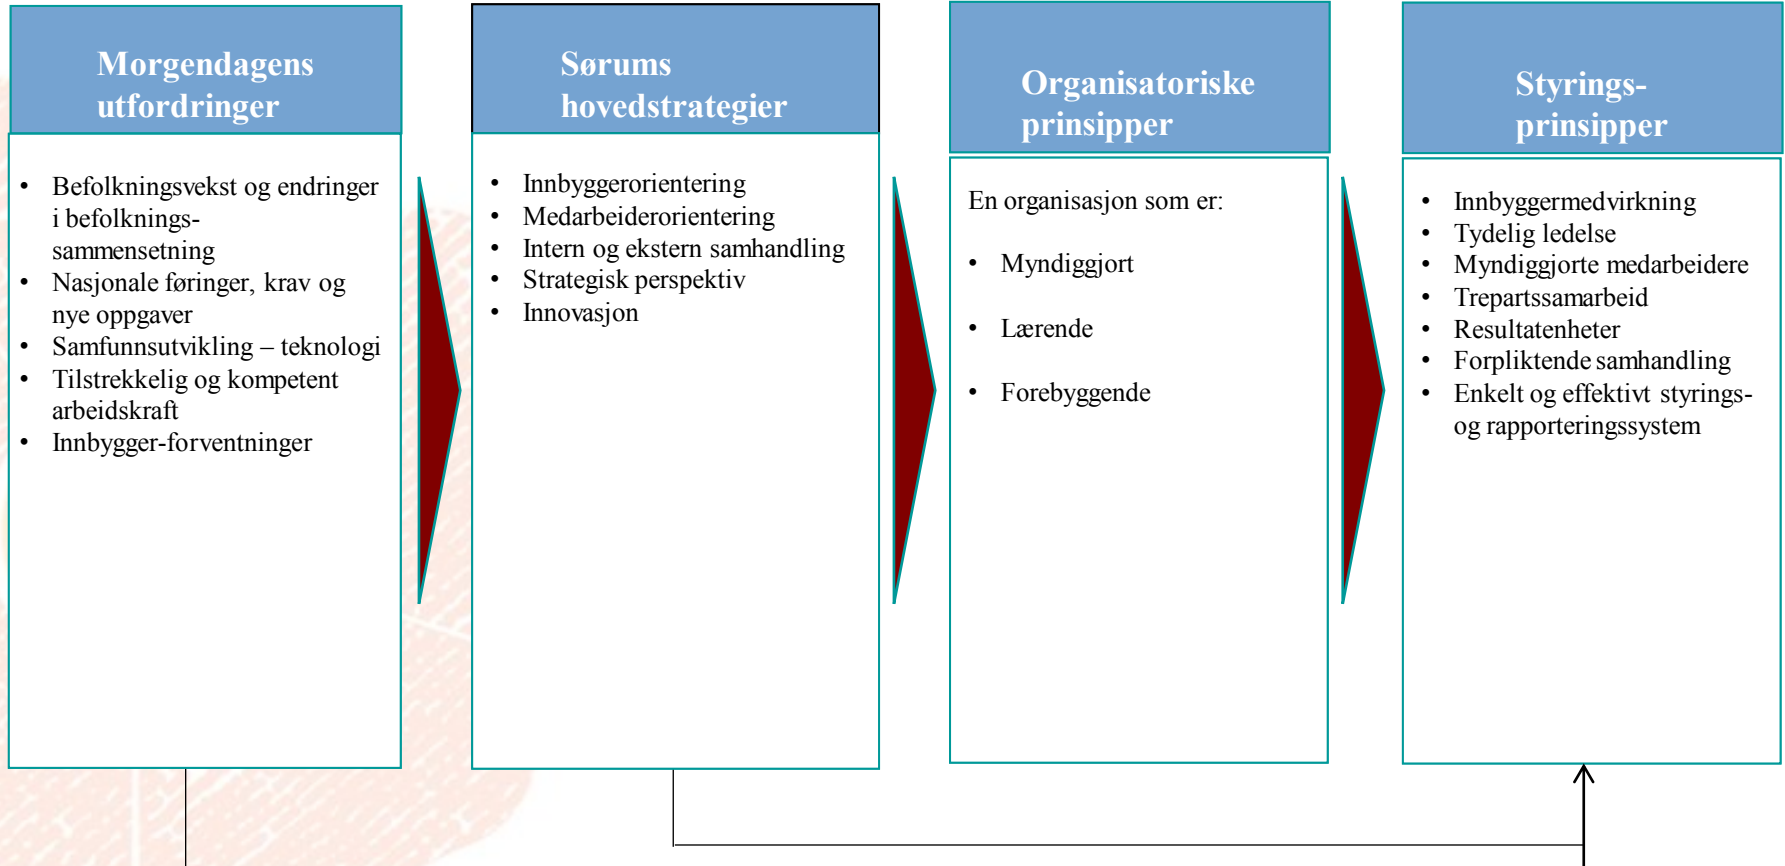 Morgendagens
utfordringer
• Befolkningsvekst og endringer
i befolknings-
sammensetning
• Nasjonale føringer, krav og
nye oppgaver
• Samfunnsutvikling – teknologi
• Tilstrekkelig og kompetent
arbeidskraft
• Innbygger-forventninger
Sørums
hovedstrategier
• Innbyggerorientering
• Medarbeiderorientering
• Intern og ekstern samhandling
• Strategisk perspektiv
• Innovasjon
Organisatoriske
prinsipper
En organisasjon som er:
• Myndiggjort
• Lærende
• Forebyggende
Styrings-
prinsipper
• Innbyggermedvirkning
• Tydelig ledelse
• Myndiggjorte medarbeidere
• Trepartssamarbeid
• Resultatenheter
• Forpliktende samhandling
• Enkelt og effektivt styrings-
og rapporteringssystem